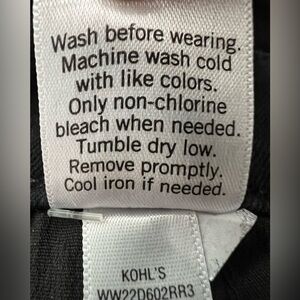 Wash before wearing.
Machine wash cold
with like colors.
Only non-chlorine
bleach when needed.
Tumble dry low.
Remove promptly.
Cool iron if needed.
KOHL'S
WW22D602RR3